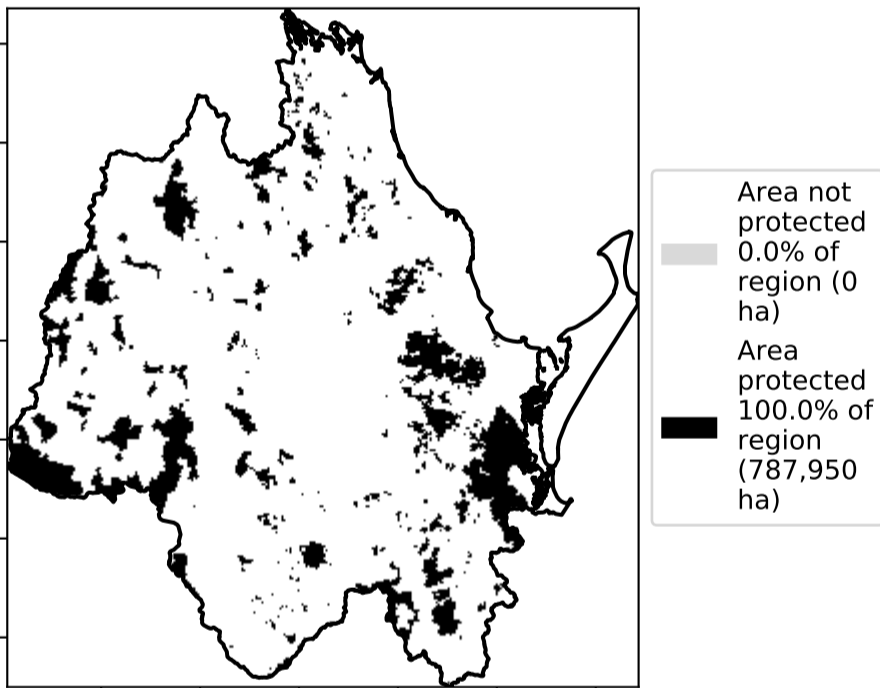 Area not
protected
0.0% of
region (0
ha)
Area
protected
100.0% of
region
(787,950
ha)